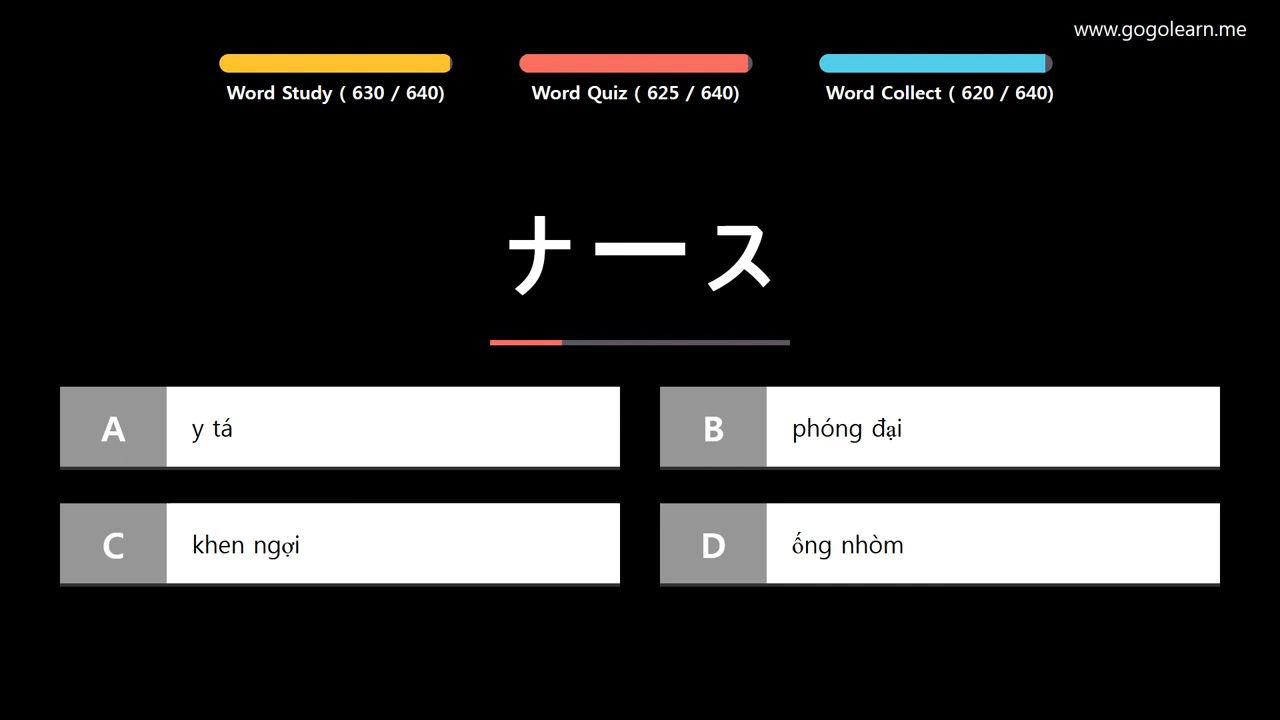 www.gogolearn.me
Word Study ( 630 / 640)
Word Quiz ( 625 / 640)
Word Collect ( 620 / 640)
ナース
A y tá
B phóng đại
C khen ngợi
D ống nhòm